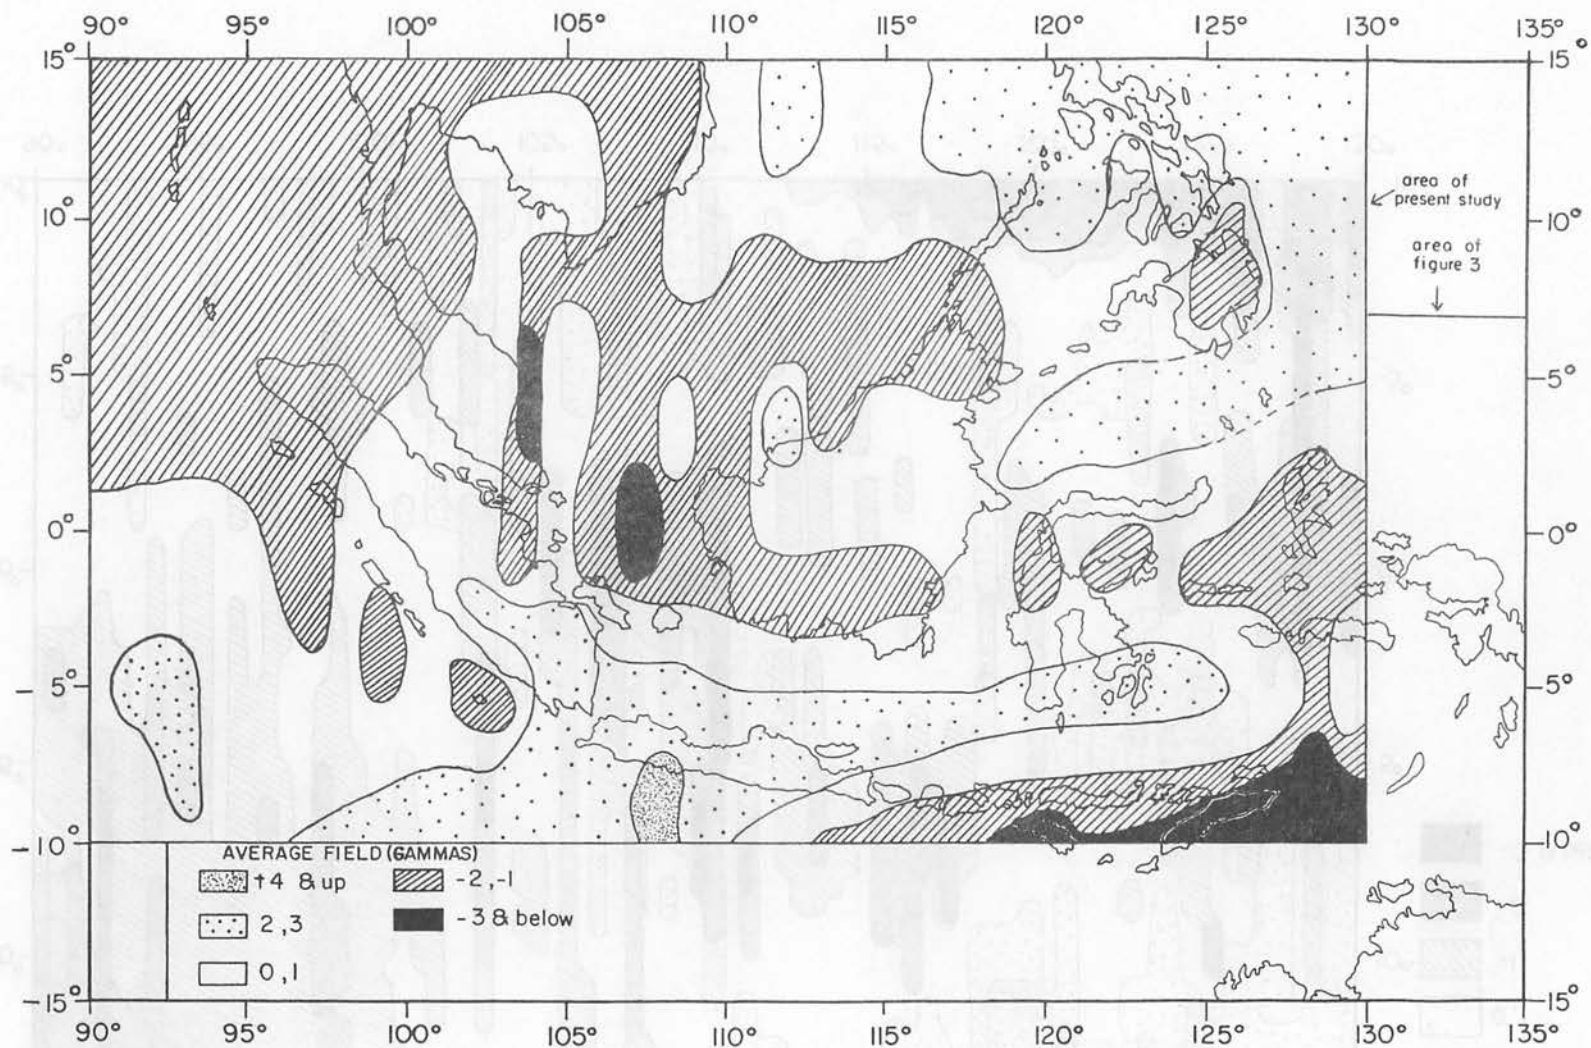 90° 95° 100° 105° 110° 115° 120° 125° 130° 135°
15° 15°
area of
present study
10° 10°
area of
figure 3
5° 5°
0° 0°
5° 5°
-10° -10°
AVERAGE FIELD (GAMMAS)
+4 & up -2,-1
2,3 -3 & below
0,1
-15° -15°
90° 95° 100° 105° 110° 115° 120° 125° 130° 135°